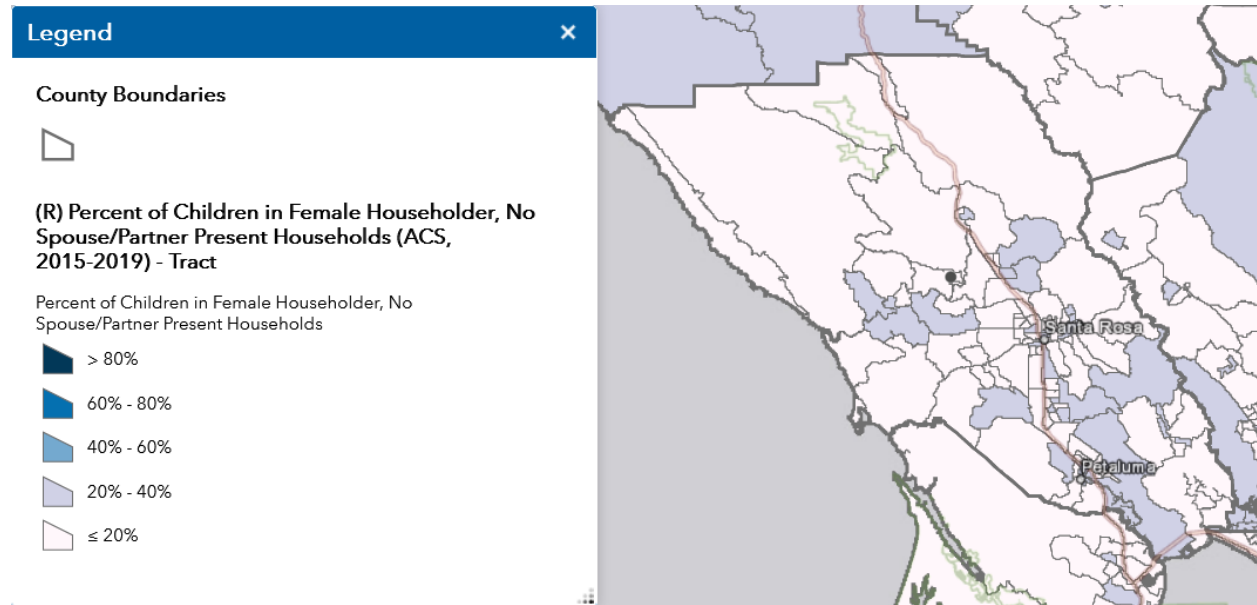 Legend
County Boundaries
(R) Percent of Children in Female Householder, No
Spouse/Partner Present Households (ACS,
2015-2019) - Tract
Percent of Children in Female Householder, No
Spouse/Partner Present Households
> 80%
60% - 80%
40% - 60%
20% - 40%
≤ 20%
Santa Rosa
Petaluma